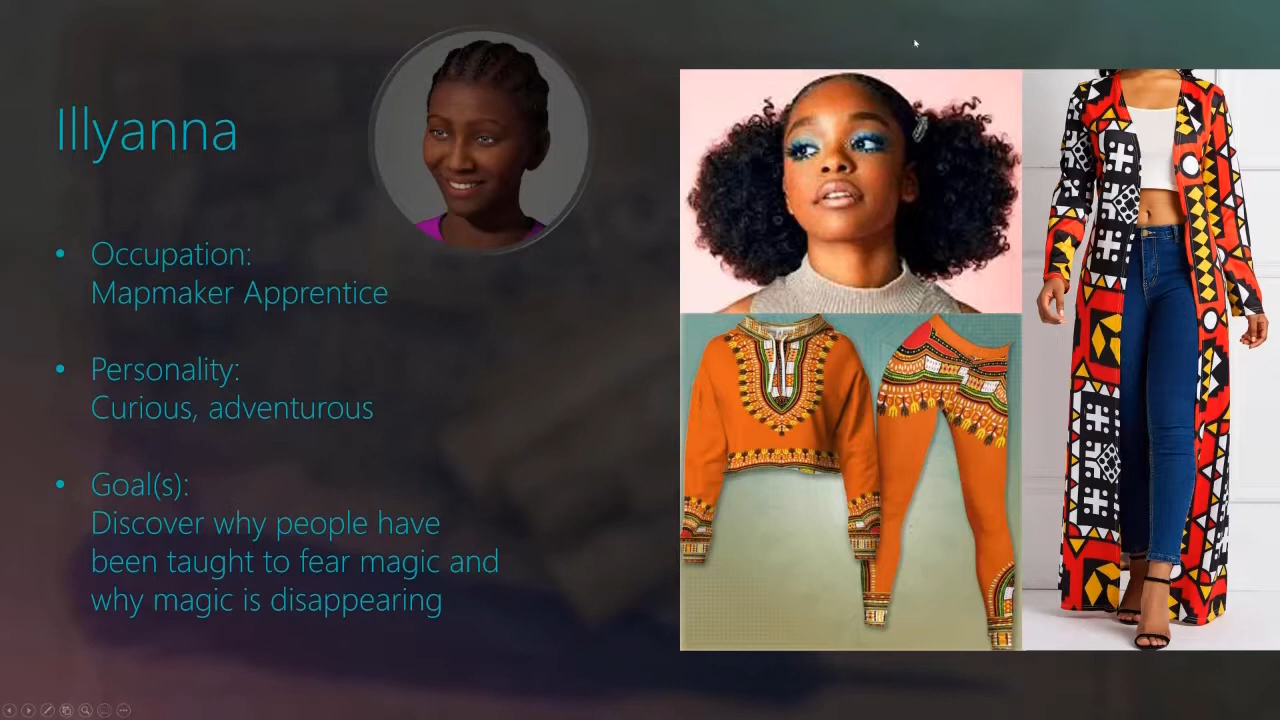 Illyanna
• Occupation:
Mapmaker Apprentice
• Personality:
Curious, adventurous
• Goal(s):
Discover why people have
been taught to fear magic and
why magic is disappearing